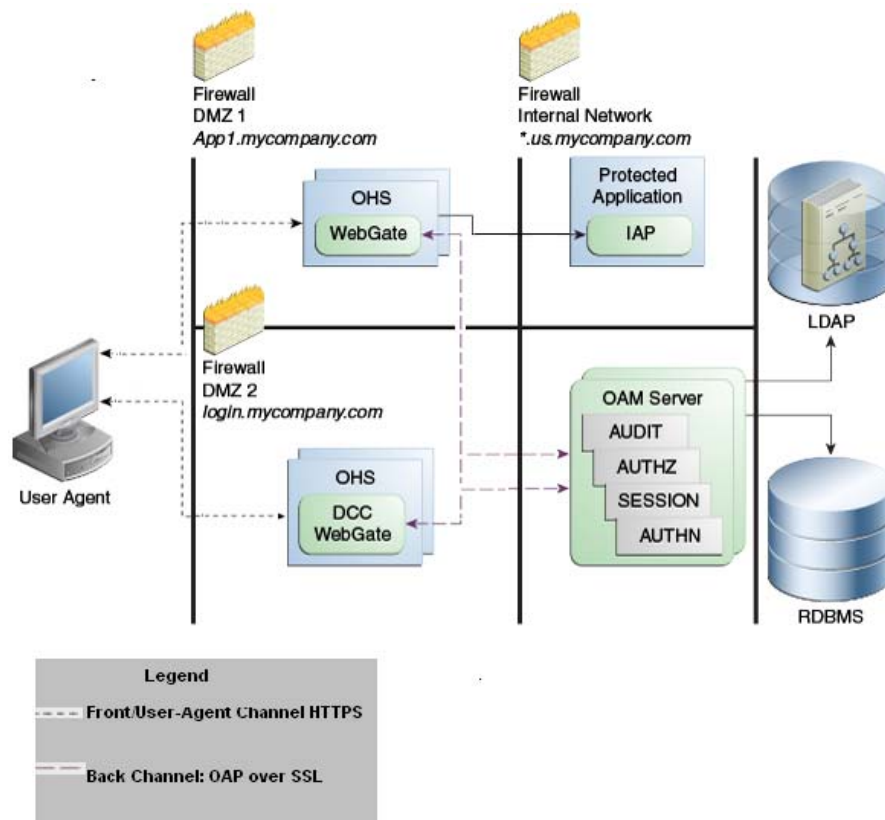 Firewall
DMZ 1
App1.mycompany.com
Firewall
Internal Network
*.us.mycompany.com
OHS
WebGate
Protected
Application
IAP
LDAP
Firewall
DMZ 2
login.mycompany.com
User Agent
OHS
DCC
WebGate
OAM Server
AUDIT
AUTHZ
SESSION
AUTHN
RDBMS
Legend
Front/User-Agent Channel HTTPS
Back Channel: OAP over SSL